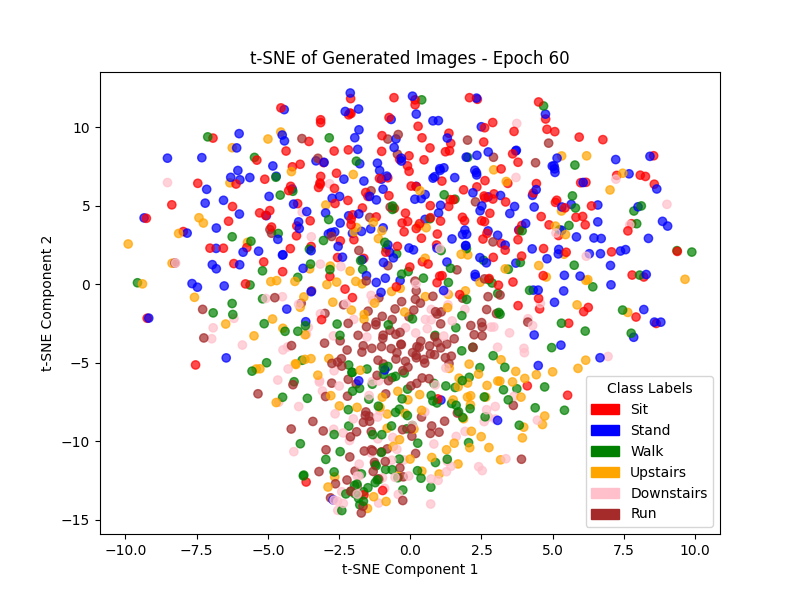 t-SNE of Generated Images - Epoch 60
10
5
0
−5
−10
−15
t-SNE Component 2
−10.0 −7.5 −5.0 −2.5 0.0 2.5 5.0 7.5 10.0
t-SNE Component 1
Class Labels
Sit
Stand
Walk
Upstairs
Downstairs
Run